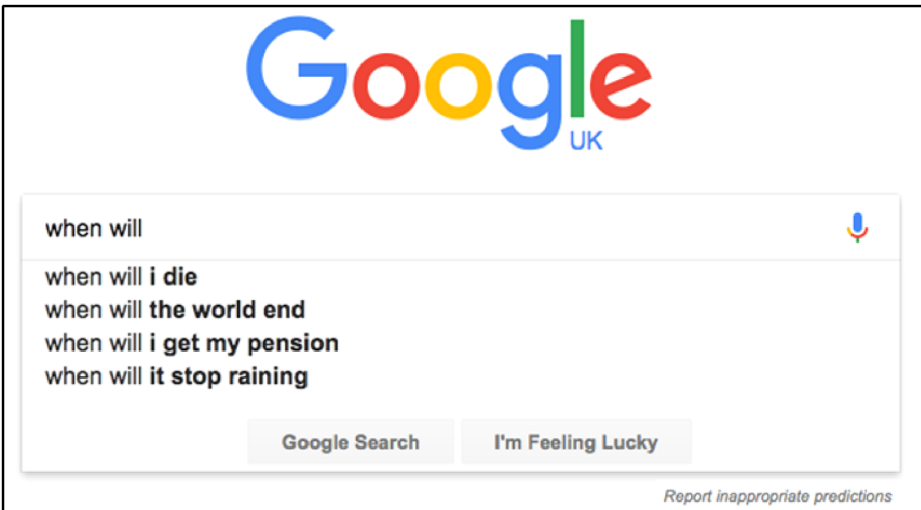 Google
UK
when will
when will i die
when will the world end
when will i get my pension
when will it stop raining
Google Search I'm Feeling Lucky
Report inappropriate predictions